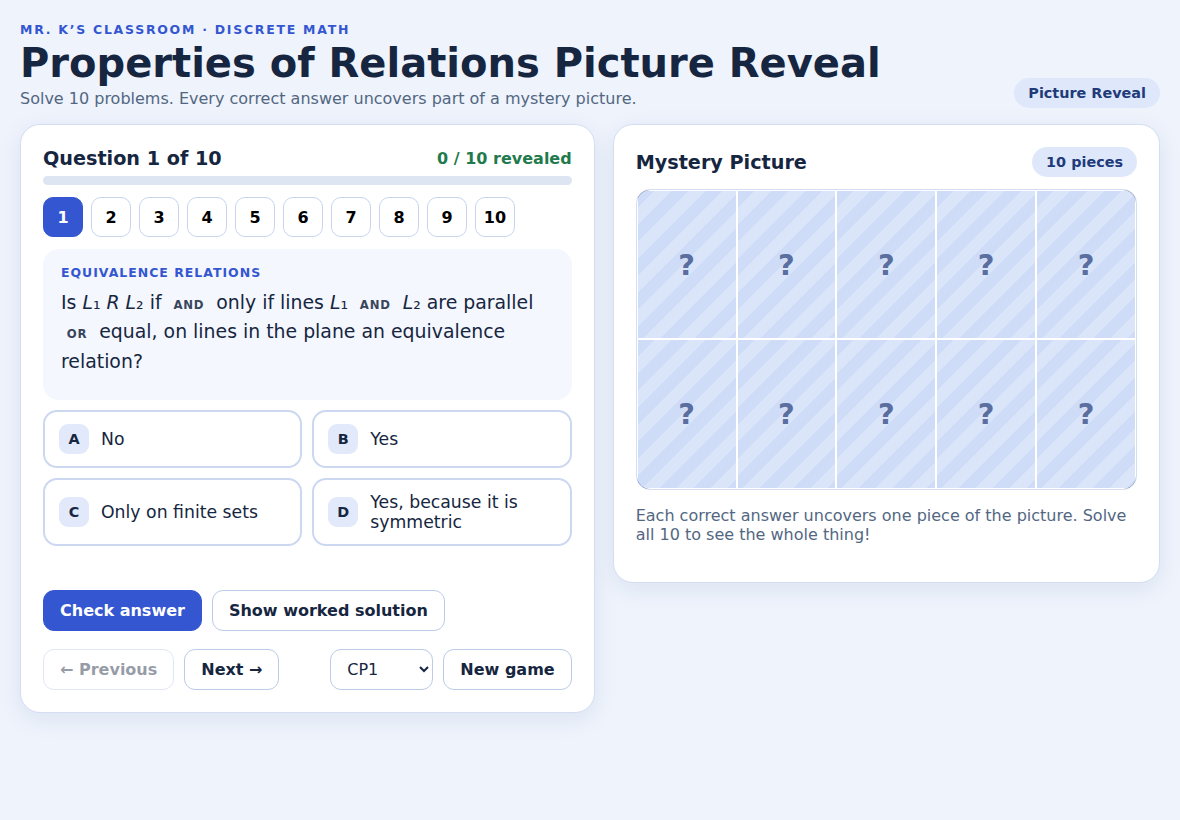 MR. K’S CLASSROOM · DISCRETE MATH
Properties of Relations Picture Reveal
Solve 10 problems. Every correct answer uncovers part of a mystery picture.
Picture Reveal
Question 1 of 10
0 / 10 revealed
1 2 3 4 5 6 7 8 9 10
EQUIVALENCE RELATIONS
Is L₁ R L₂ if AND only if lines L₁ AND L₂ are parallel
OR equal, on lines in the plane an equivalence
relation?
A No
B Yes
C Only on finite sets
D Yes, because it is
symmetric
Check answer
Show worked solution
← Previous
Next →
CP1
New game
Mystery Picture
10 pieces
? ? ? ? ?
? ? ? ? ?
Each correct answer uncovers one piece of the picture. Solve
all 10 to see the whole thing!